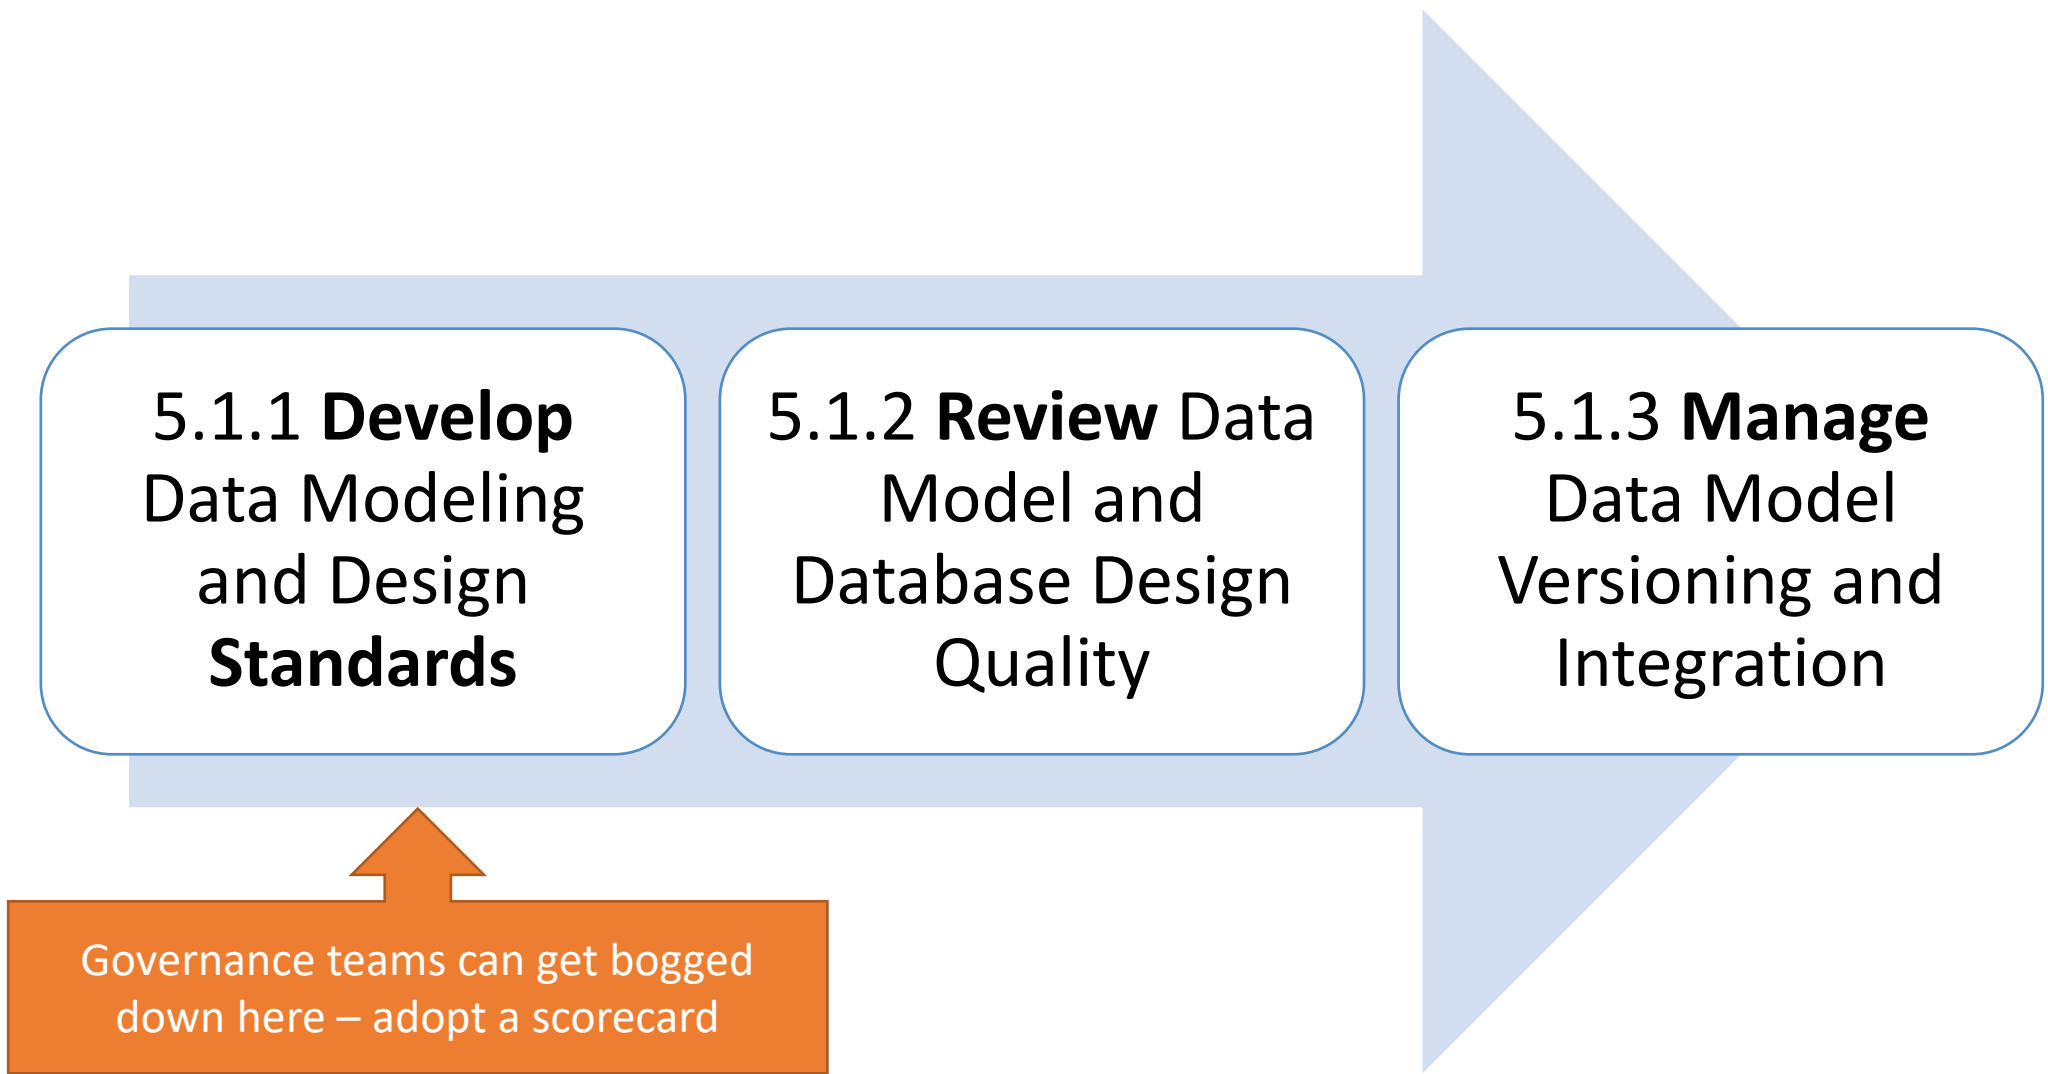 5.1.1 Develop
Data Modeling
and Design
Standards
5.1.2 Review Data
Model and
Database Design
Quality
5.1.3 Manage
Data Model
Versioning and
Integration
Governance teams can get bogged
down here – adopt a scorecard